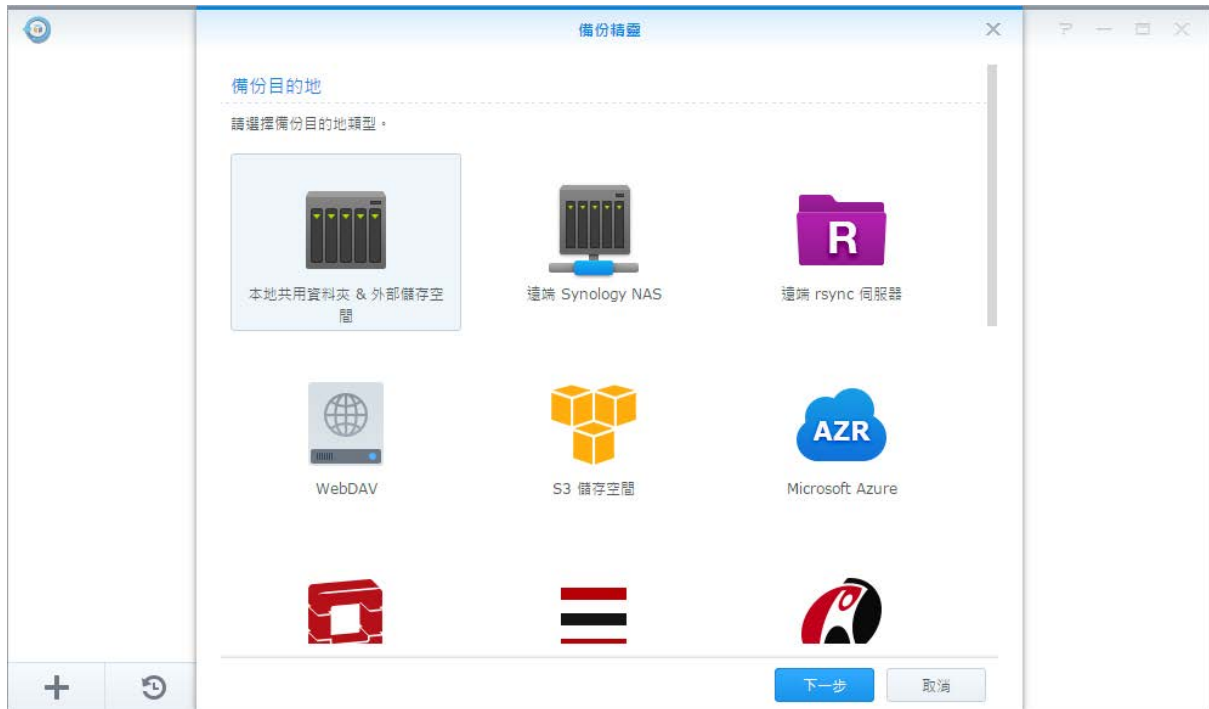 備份精靈
備份目的地
請選擇備份目的地類型。
本地共用資料夾 & 外部儲存空
間
遠端 Synology NAS
遠端 rsync 伺服器
R
AZR
WebDAV
S3 儲存空間
Microsoft Azure
下一步
取消